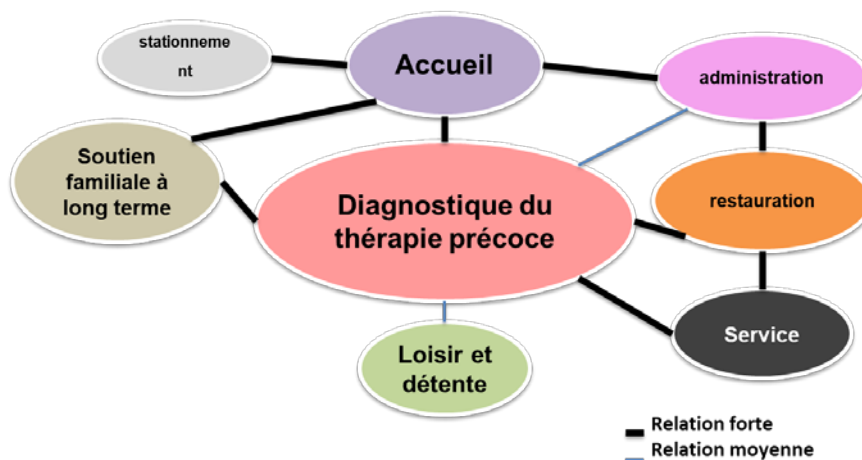 stationneme
nt
Accueil
administration
Soutien
familiale à
long terme
Diagnostique du
thérapie précoce
restauration
Service
Loisir et
détente
Relation forte
Relation moyenne